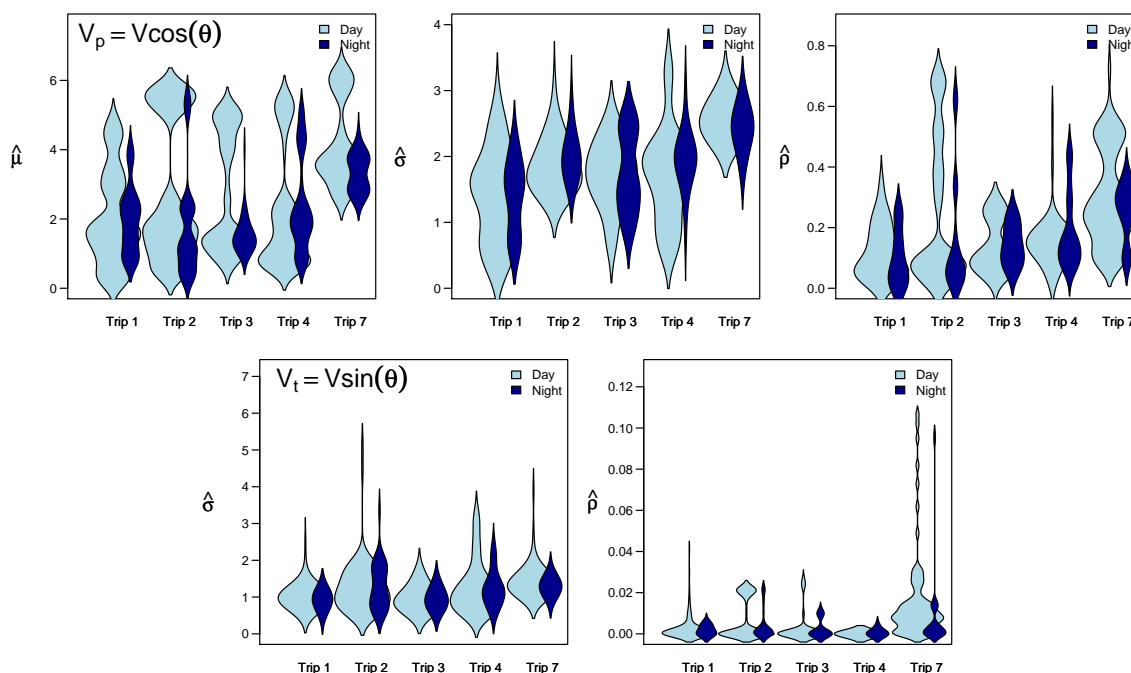 V_p = Vcos(θ)
Day
Night
μ̂
6
4
2
0
Trip 1 Trip 2 Trip 3 Trip 4 Trip 7
Day
Night
σ̂
4
3
2
1
0
Trip 1 Trip 2 Trip 3 Trip 4 Trip 7
Day
Night
ρ̂
0.8
0.6
0.4
0.2
0.0
Trip 1 Trip 2 Trip 3 Trip 4 Trip 7
V_t = Vsin(θ)
Day
Night
σ̂
7
6
5
4
3
2
1
0
Trip 1 Trip 2 Trip 3 Trip 4 Trip 7
Day
Night
ρ̂
0.12
0.10
0.08
0.06
0.04
0.02
0.00
Trip 1 Trip 2 Trip 3 Trip 4 Trip 7